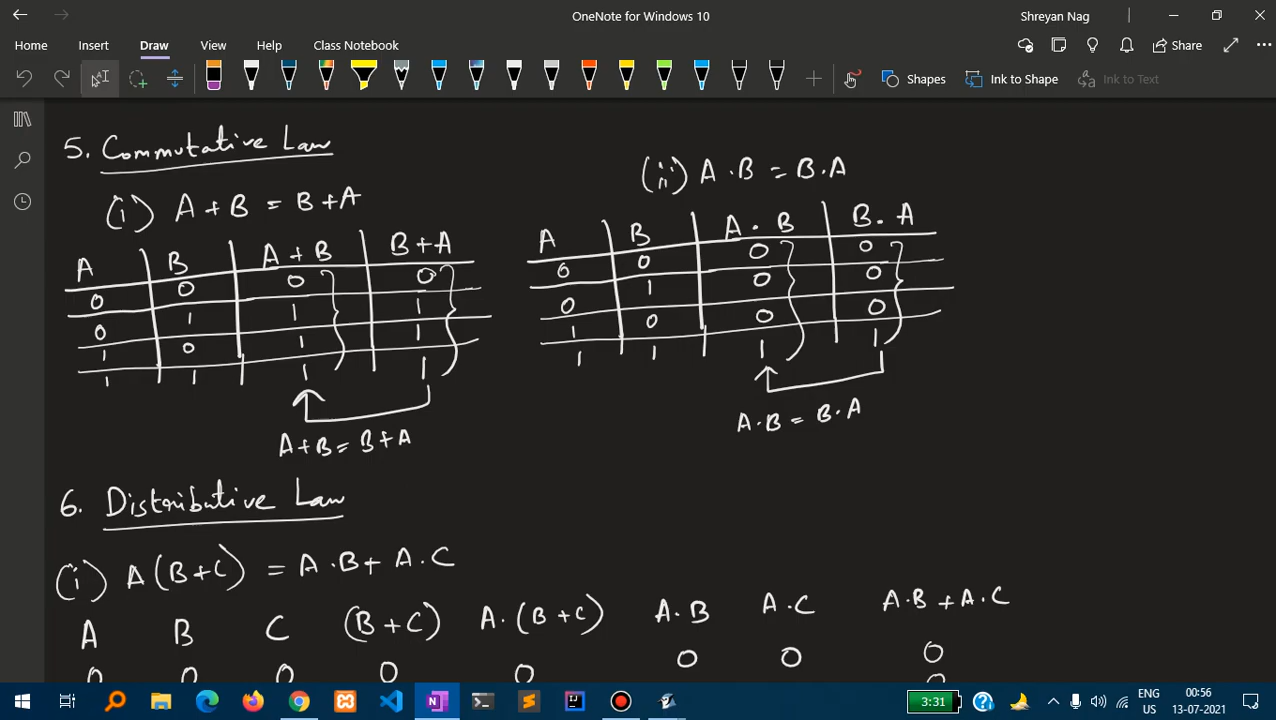 OneNote for Windows 10
Shreyan Nag
Home Insert Draw View Help Class Notebook
Share
Shapes Ink to Shape Ink to Text
5. Commutative Law
(i) A + B = B + A
A B A + B B + A
0 0 0 0
0 1 1 1
1 0 1 1
1 1 1 1
A + B = B + A
(ii) A · B = B · A
A B A · B B · A
0 0 0 0
0 1 0 0
1 0 0 0
1 1 1 1
A · B = B · A
6. Distributive Law
(i) A (B + C) = A · B + A · C
A B C (B + C) A · (B + C) A · B A · C A · B + A · C
0 0 0 0 0 0 0 0
3:31
ENG
US
00:56
13-07-2021